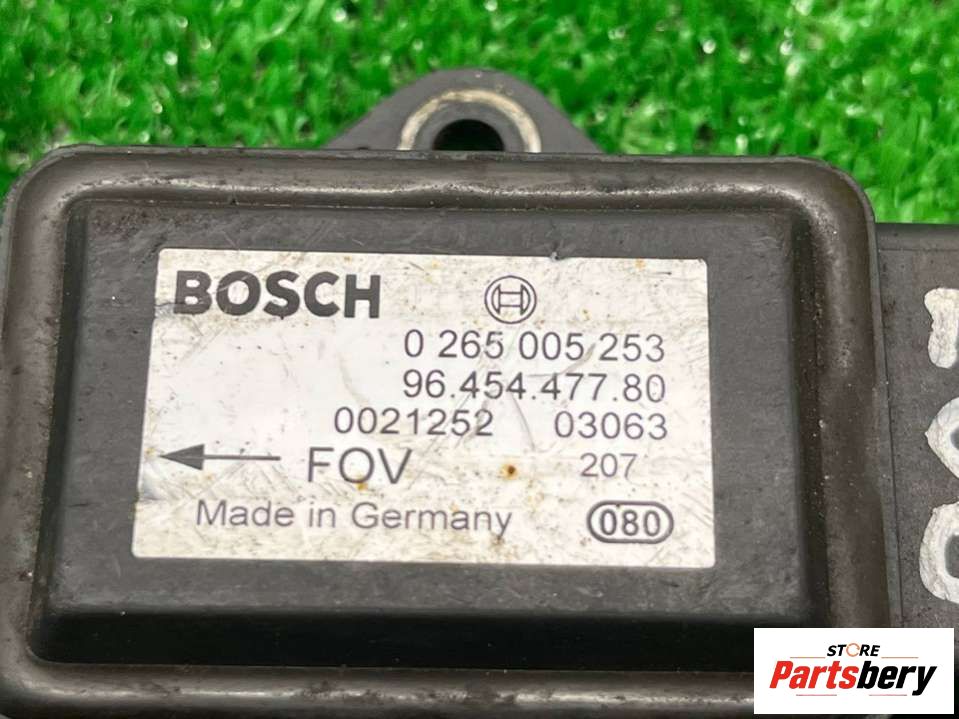 BOSCH
0 265 005 253
96.454.477.80
0021252 03063
FOV 207
Made in Germany 080
STORE
Partsbery